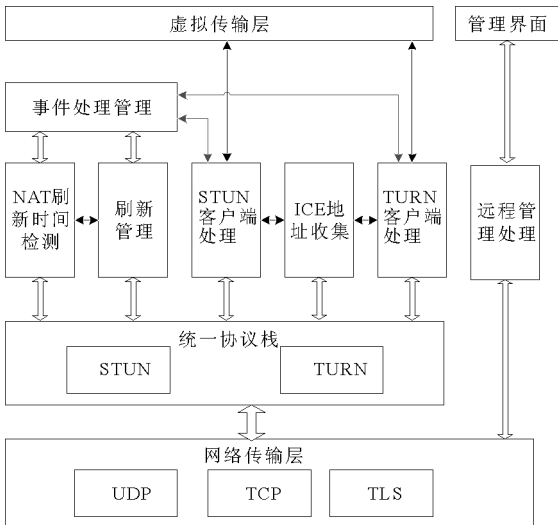 虚拟传输层
管理界面
事件处理管理
NAT刷
新时间
检测
刷新
管理
STUN
客户端
处理
ICE地
址收集
TURN
客户端
处理
远程管
理处理
统一协议栈
STUN
TURN
网络传输层
UDP
TCP
TLS